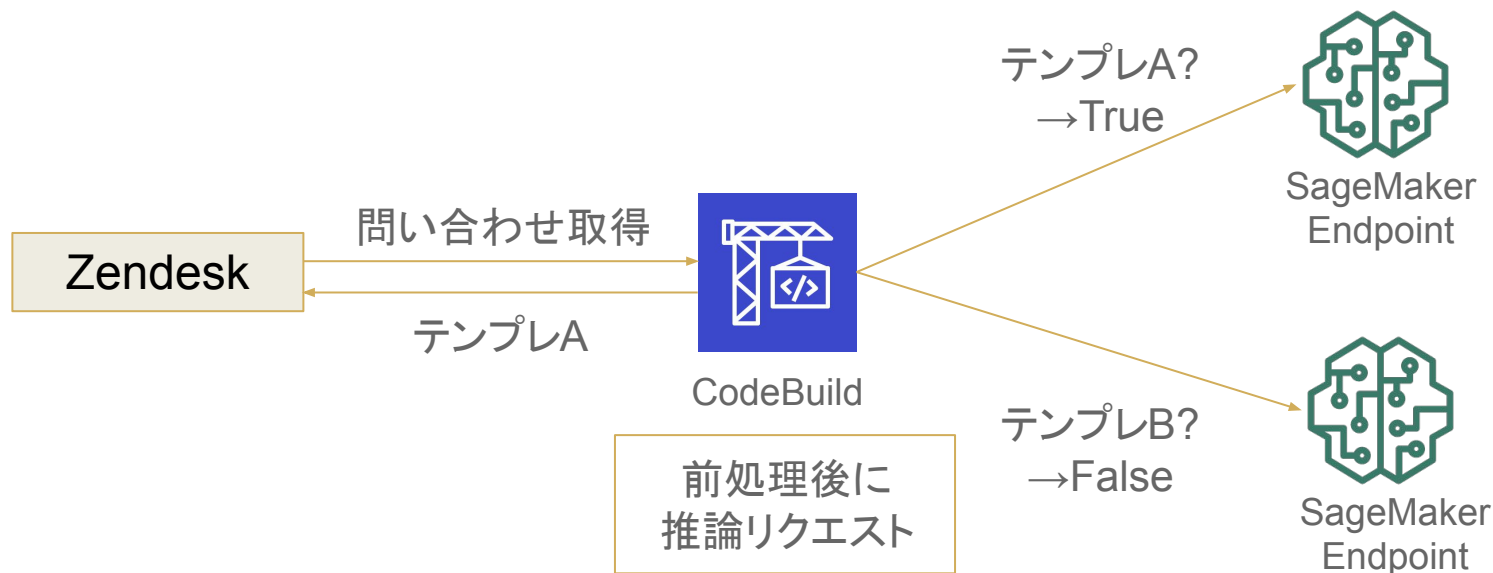 Zendesk
問い合わせ取得
テンプレA
</>
CodeBuild
前処理後に
推論リクエスト
テンプレA?
→True
SageMaker
Endpoint
テンプレB?
→False
SageMaker
Endpoint